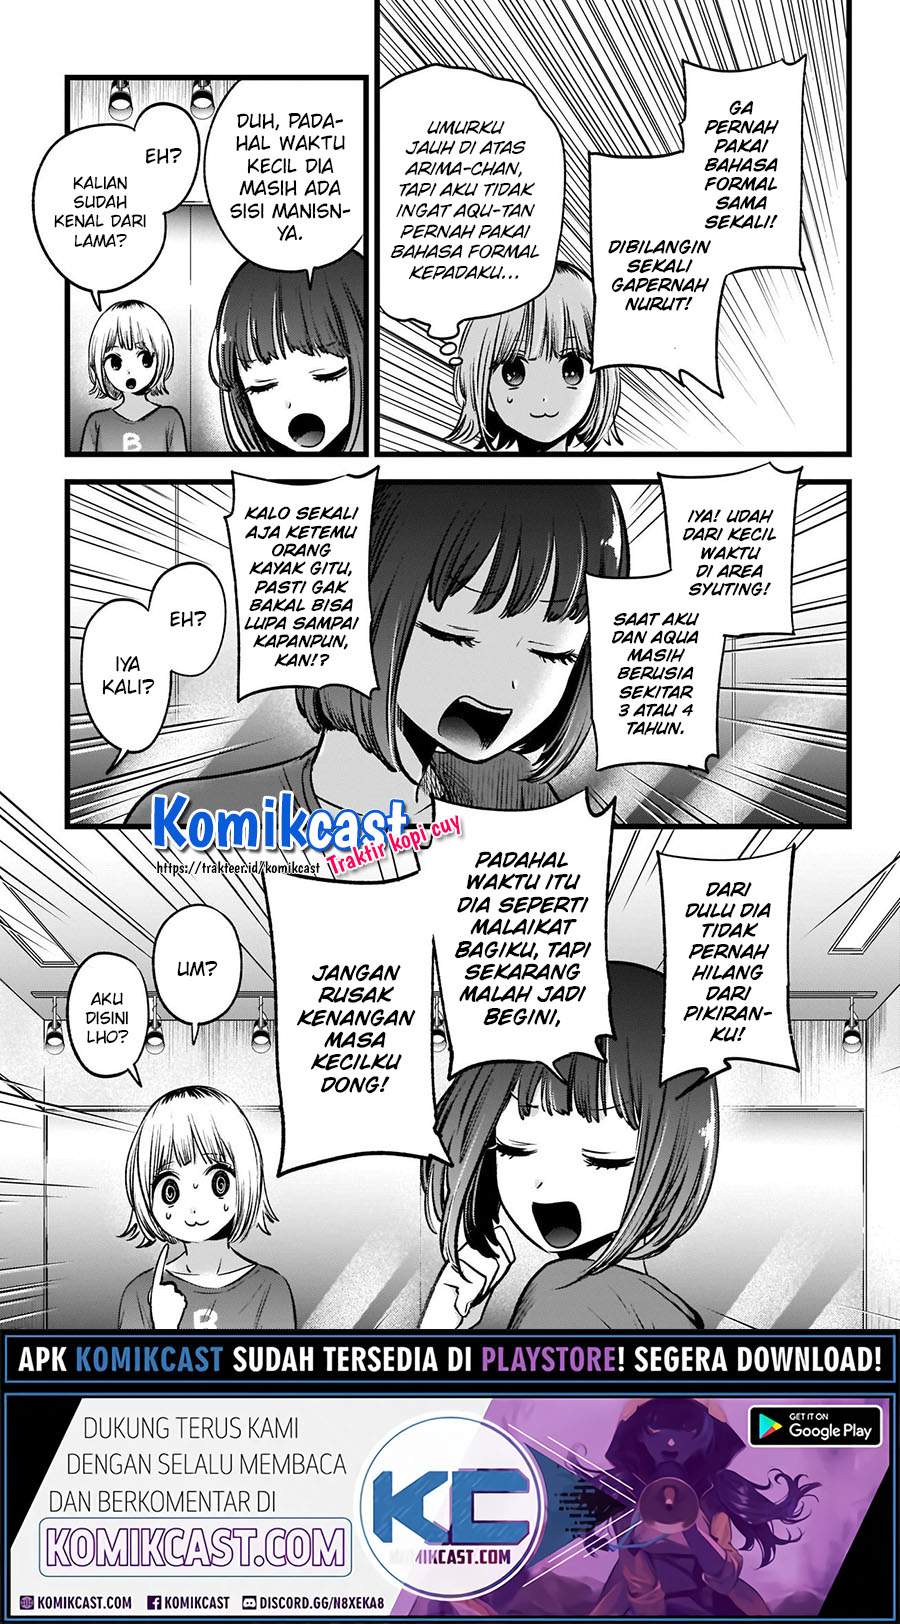 GA
PERNAH
PAKAI
BAHASA
FORMAL
SAMA
SEKALI!
DIBILANGIN
SEKALI
GAPERNAH
NURUT!
UMURKU
JAUH DI ATAS
ARIMA-CHAN,
TAPI AKU TIDAK
INGAT AQU-TAN
PERNAH PAKAI
BAHASA FORMAL
KEPADAKU...
DUH, PADA-
HAL WAKTU
KECIL DIA
MASIH ADA
SISI MANISN-
YA.
EH?
KALIAN
SUDAH
KENAL DARI
LAMA?
B
IYA! UDAH
DARI KECIL
WAKTU
DI AREA
SYUTING!
SAAT AKU
DAN AQUA
MASIH
BERUSIA
SEKITAR
3 ATAU 4
TAHUN.
KALO SEKALI
AJA KETEMU
ORANG
KAYAK GITU,
PASTI GAK
BAKAL BISA
LUPA SAMPAI
KAPANPUN,
KAN!?
EH?
IYA
KALI?
Komikcast
Traktir kopi cuy
https://trakteer.id/komikcast
DARI
DULU DIA
TIDAK
PERNAH
HILANG
DARI
PIKIRAN-
KU!
PADAHAL
WAKTU ITU
DIA SEPERTI
MALAIKAT
BAGIKU, TAPI
SEKARANG
MALAH JADI
BEGINI,
JANGAN
RUSAK
KENANGAN
MASA
KECILKU
DONG!
UM?
AKU
DISINI
LHO?
B
APK KOMIKCAST SUDAH TERSEDIA DI PLAYSTORE! SEGERA DOWNLOAD!
DUKUNG TERUS KAMI
DENGAN SELALU MEMBACA
DAN BERKOMENTAR DI
KOMIKCAST.COM
KC
KOMIKCAST.COM
GET IT ON
Google Play
KOMIKCAST.COM
KOMIKCAST
DISCORD.GG/N8XEKA8